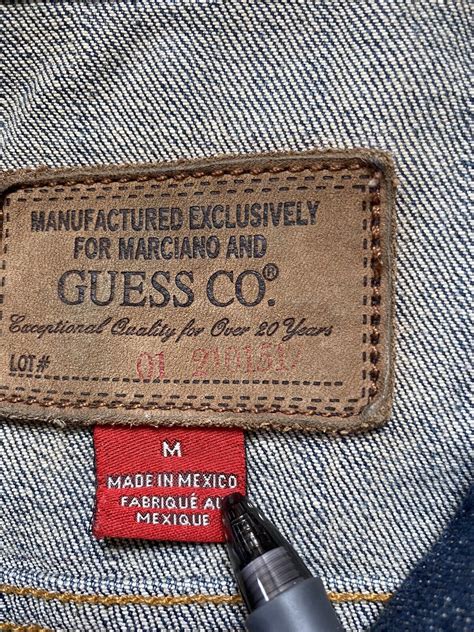 MANUFACTURED EXCLUSIVELY
FOR MARCIANO AND
GUESS CO.®
Exceptional Quality for Over 20 Years
LOT# 01
M
MADE IN MEXICO
FABRIQUÉ AU
MEXIQUE